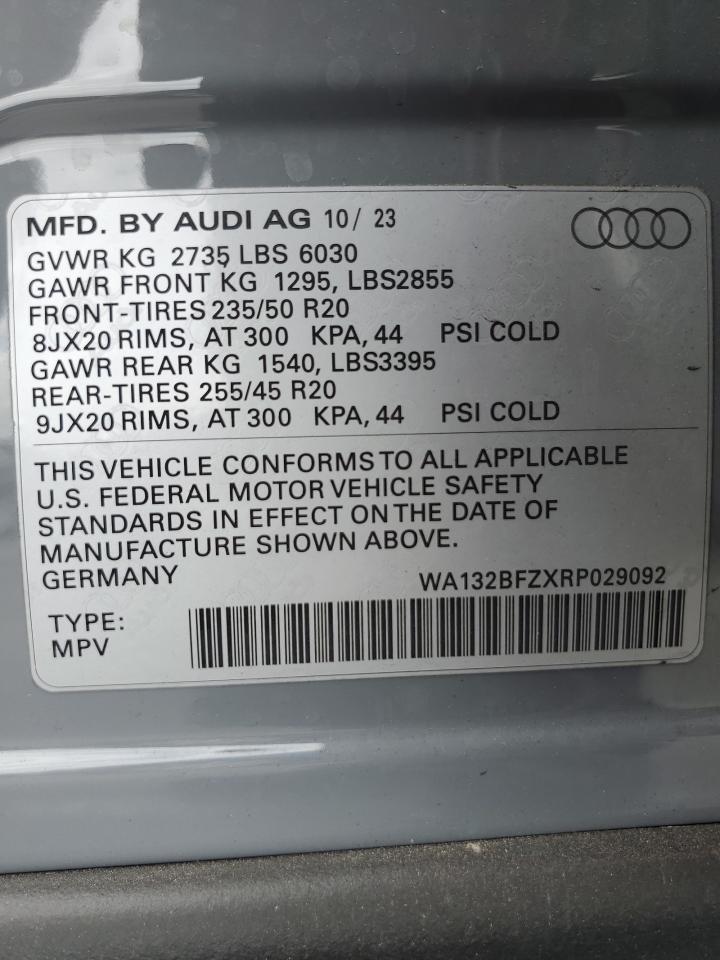 MFD. BY AUDI AG 10/ 23
GVWR KG 2735 LBS 6030
GAWR FRONT KG 1295, LBS2855
FRONT-TIRES 235/50 R20
8JX20 RIMS, AT 300 KPA, 44 PSI COLD
GAWR REAR KG 1540, LBS3395
REAR-TIRES 255/45 R20
9JX20 RIMS, AT 300 KPA, 44 PSI COLD
THIS VEHICLE CONFORMS TO ALL APPLICABLE
U.S. FEDERAL MOTOR VEHICLE SAFETY
STANDARDS IN EFFECT ON THE DATE OF
MANUFACTURE SHOWN ABOVE.
GERMANY WA132BFZXRP029092
TYPE:
MPV